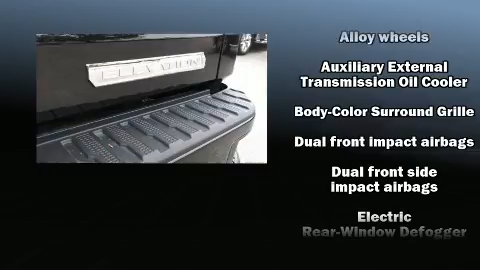 Alloy wheels
Auxiliary External
Transmission Oil Cooler
Body-Color Surround Grille
Dual front impact airbags
Dual front side
impact airbags
Electric
Rear-Window Defogger